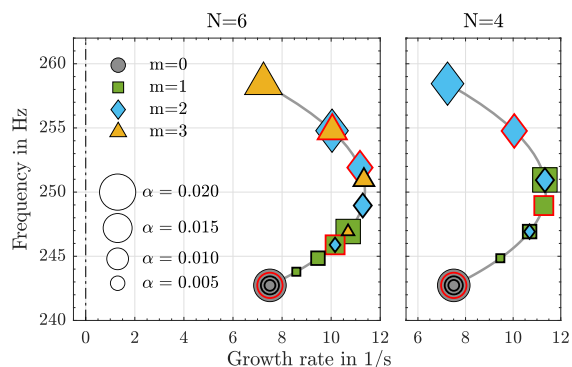 N=6 N=4
260
255
250
245
240
Frequency in Hz
m=0
m=1
m=2
m=3
α = 0.020
α = 0.015
α = 0.010
α = 0.005
0 2 4 6 8 10 12 6 8 10 12
Growth rate in 1/s